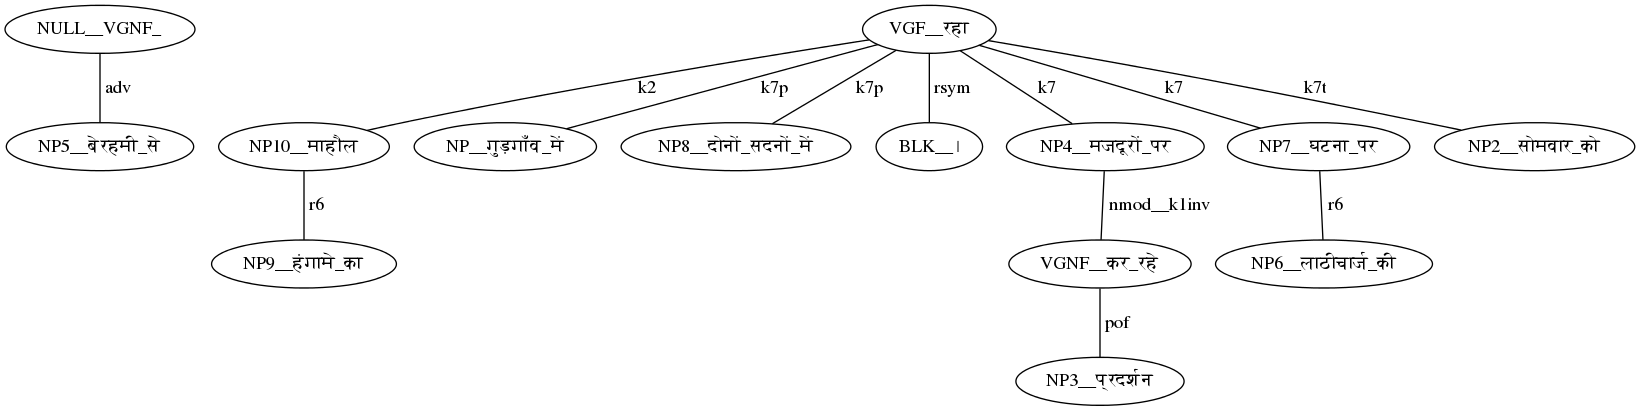 NULL__VGNF_ VGF__रहा
adv k2 k7p k7p rsym k7 k7 k7t
NP5__बेरहमी_से NP10__माहौल NP__गुड़गाँव_में NP8__दोनों_सदनों_में BLK__। NP4__मजदूरों_पर NP7__घटना_पर NP2__सोमवार_को
r6 nmod__k1inv r6
NP9__हंगामे_का VGNF__कर_रहे NP6__लाठीचार्ज_की
pof
NP3__प्रदर्शन